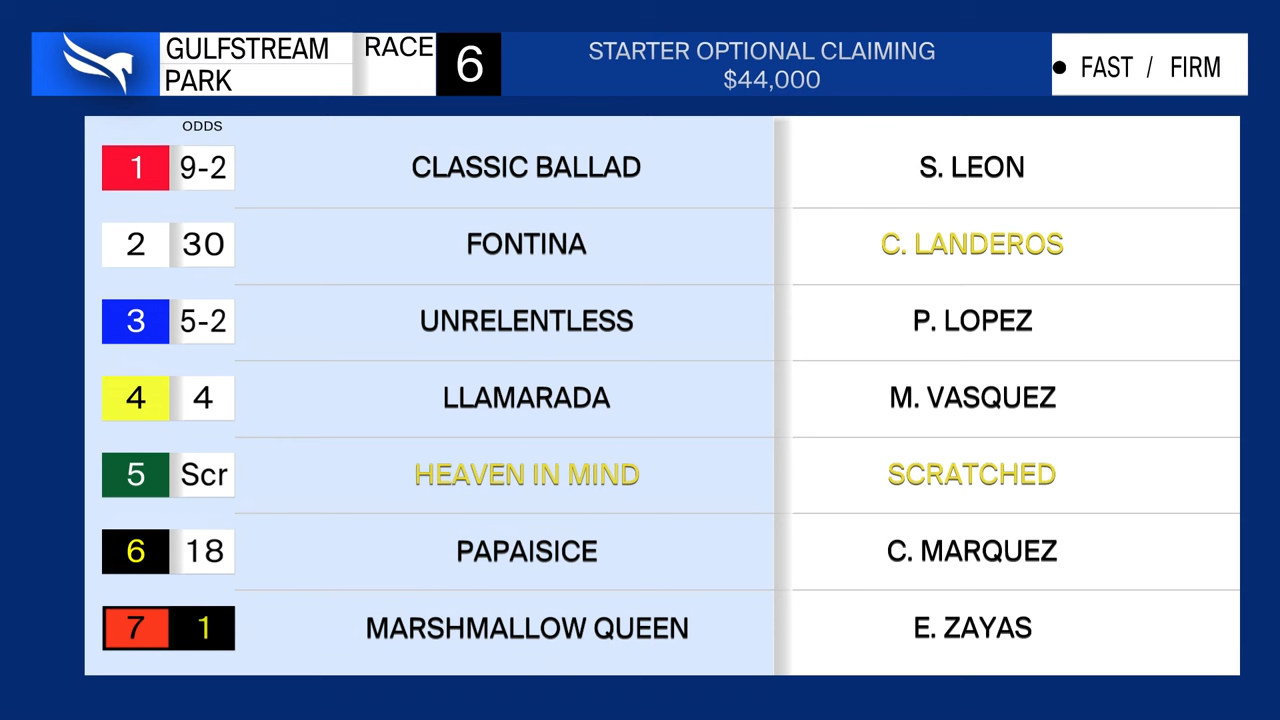 GULFSTREAM
PARK
RACE 6
STARTER OPTIONAL CLAIMING
$44,000
● FAST / FIRM
ODDS
1 9-2 CLASSIC BALLAD S. LEON
2 30 FONTINA C. LANDEROS
3 5-2 UNRELENTLESS P. LOPEZ
4 4 LLAMARADA M. VASQUEZ
5 Scr HEAVEN IN MIND SCRATCHED
6 18 PAPAISICE C. MARQUEZ
7 1 MARSHMALLOW QUEEN E. ZAYAS